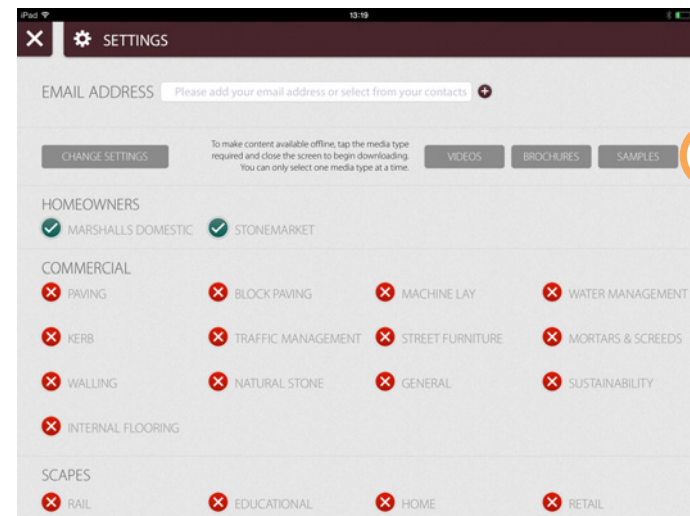 iPad 13:19
SETTINGS
EMAIL ADDRESS Please add your email address or select from your contacts
CHANGE SETTINGS
To make content available offline, tap the media type
required and close the screen to begin downloading.
You can only select one media type at a time.
VIDEOS BROCHURES SAMPLES
HOMEOWNERS
MARSHALLS DOMESTIC STONEMARKET
COMMERCIAL
PAVING BLOCK PAVING MACHINE LAY WATER MANAGEMENT
KERB TRAFFIC MANAGEMENT STREET FURNITURE MORTARS & SCREEDS
WALLING NATURAL STONE GENERAL SUSTAINABILITY
INTERNAL FLOORING
SCAPES
RAIL EDUCATIONAL HOME RETAIL